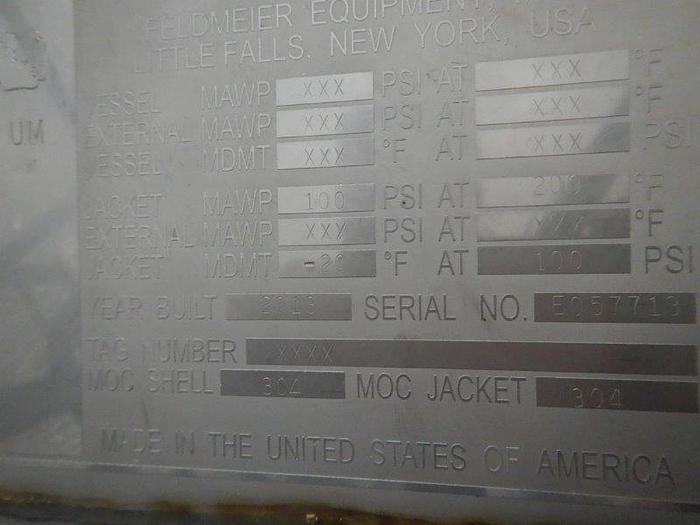 FELDMEIER EQUIPMENT,
LITTLE FALLS, NEW YORK, USA
UM
VESSEL MAWP XXX PSI AT XXX °F
EXTERNAL MAWP XXX PSI AT XXX °F
VESSEL MDMT XXX °F AT XXX PSI
JACKET MAWP 100 PSI AT 200 °F
EXTERNAL MAWP XXX PSI AT XXX °F
JACKET MDMT -20 °F AT 100 PSI
YEAR BUILT 2013 SERIAL NO. E057713
TAG NUMBER XXXX
MOC SHELL 304 MOC JACKET 304
MADE IN THE UNITED STATES OF AMERICA